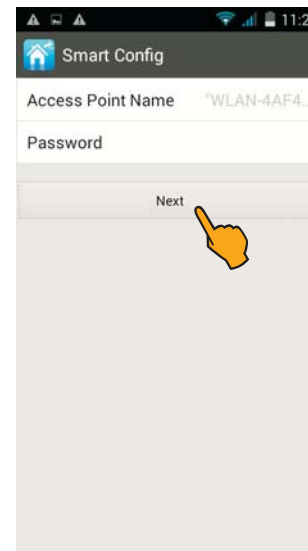 11:2
Smart Config
Access Point Name "WLAN-4AF4..
Password
Next